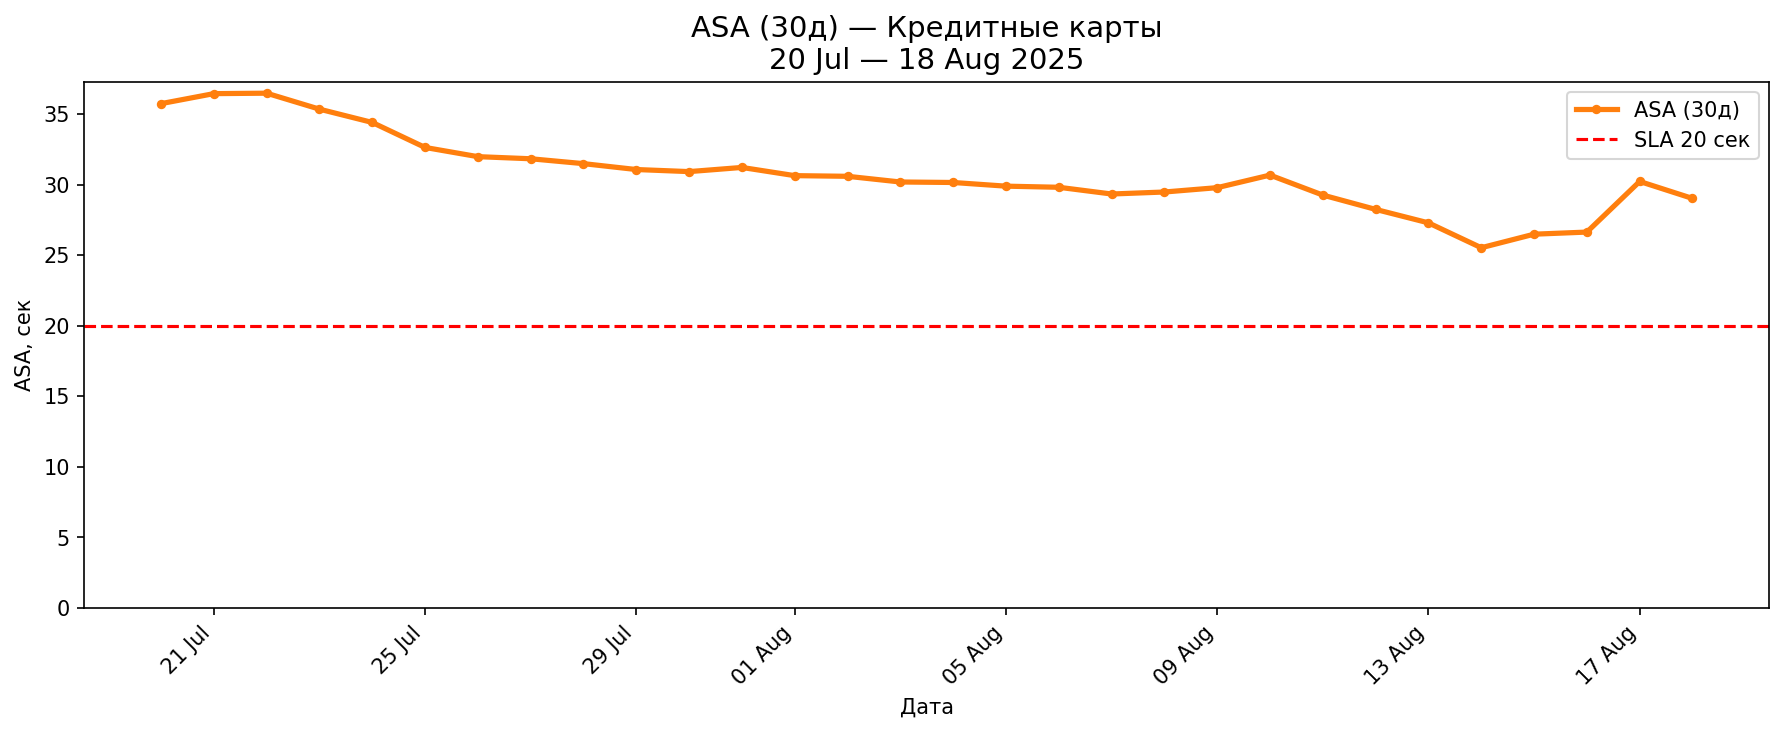 ASA (30д) — Кредитные карты
20 Jul — 18 Aug 2025
ASA (30д)
SLA 20 сек
ASA, сек
35
30
25
20
15
10
5
0
21 Jul
25 Jul
29 Jul
01 Aug
05 Aug
09 Aug
13 Aug
17 Aug
Дата